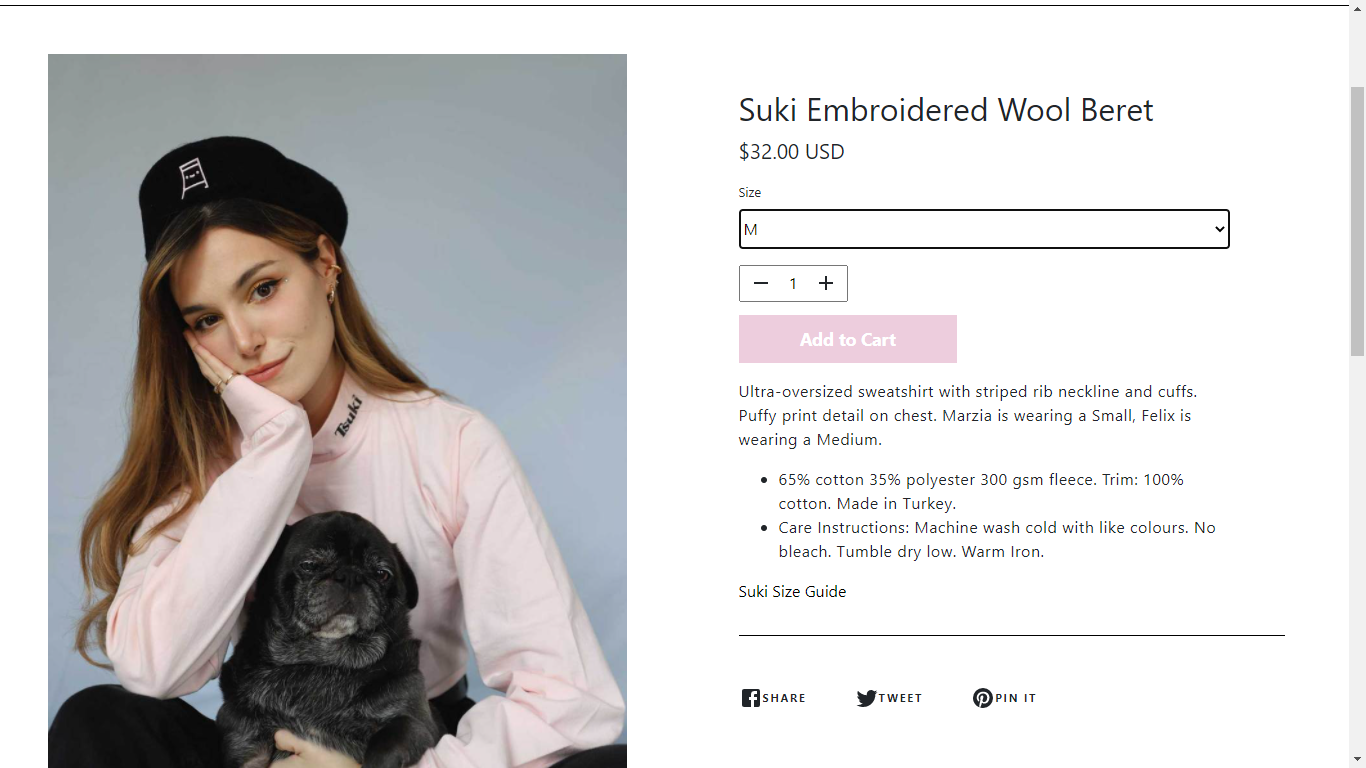 Suki Embroidered Wool Beret
$32.00 USD
Size
M
1
Add to Cart
Ultra-oversized sweatshirt with striped rib neckline and cuffs.
Puffy print detail on chest. Marzia is wearing a Small, Felix is
wearing a Medium.
65% cotton 35% polyester 300 gsm fleece. Trim: 100%
cotton. Made in Turkey.
Care Instructions: Machine wash cold with like colours. No
bleach. Tumble dry low. Warm Iron.
Suki Size Guide
SHARE
TWEET
PIN IT
Tsuki